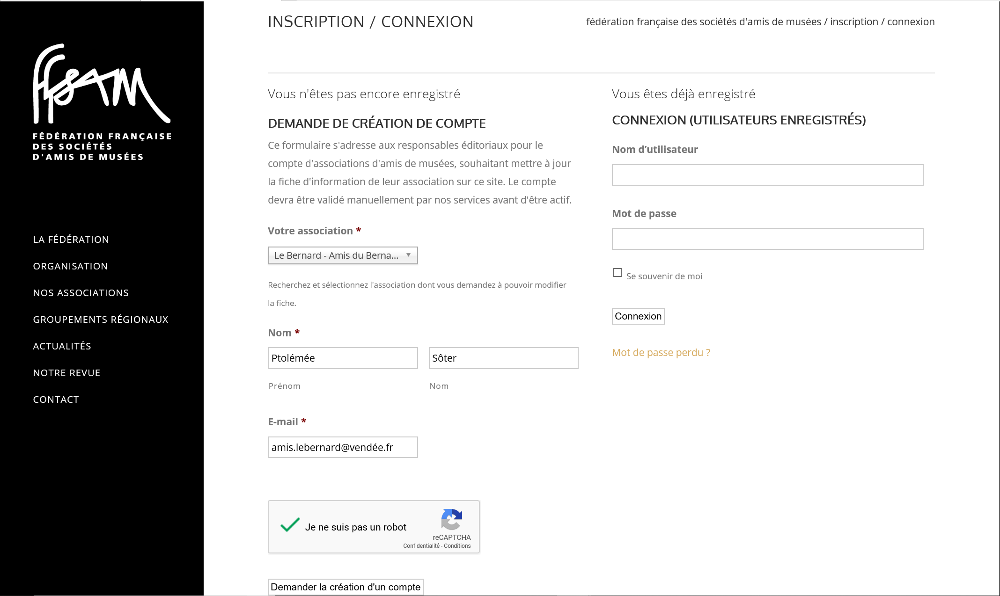 INSCRIPTION / CONNEXION
fédération française des sociétés d'amis de musées / inscription / connexion
ffsam
FÉDÉRATION FRANÇAISE
DES SOCIÉTÉS
D'AMIS DE MUSÉES
LA FÉDÉRATION
ORGANISATION
NOS ASSOCIATIONS
GROUPEMENTS RÉGIONAUX
ACTUALITÉS
NOTRE REVUE
CONTACT
Vous n'êtes pas encore enregistré
DEMANDE DE CRÉATION DE COMPTE
Ce formulaire s'adresse aux responsables éditoriaux pour le
compte d'associations d'amis de musées, souhaitant mettre à jour
la fiche d'information de leur association sur ce site. Le compte
devra être validé manuellement par nos services avant d'être actif.
Votre association *
Le Bernard - Amis du Berna...
Recherchez et sélectionnez l'association dont vous demandez à pouvoir modifier
la fiche.
Nom *
Ptolémée
Sôter
Prénom
Nom
E-mail *
amis.lebernard@vendée.fr
Je ne suis pas un robot
reCAPTCHA
Confidentialité - Conditions
Demander la création d'un compte
Vous êtes déjà enregistré
CONNEXION (UTILISATEURS ENREGISTRÉS)
Nom d’utilisateur
Mot de passe
Se souvenir de moi
Connexion
Mot de passe perdu ?